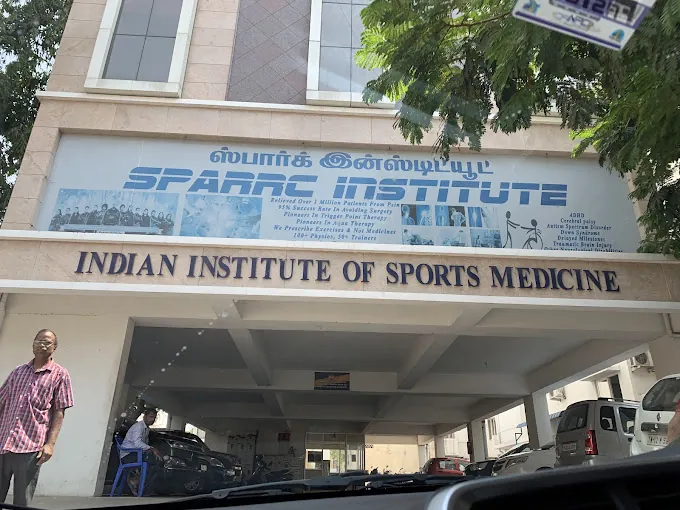 ஸ்பார்க் இன்ஸ்டிட்யூட்
SPARRC INSTITUTE
Relieved Over 1 Million Patients From Pain
95% Success Rate In Avoiding Surgery
Pioneers In Trigger Point Therapy
Pioneers in Aqua Therapy
We Prescribe Exercises & Not Medicines
100+ Physios, 50+ Trainers
ADHD
Cerebral palsy
Autism Spectrum Disorder
Down Syndrome
Delayed Milestones
Traumatic Brain Injury
INDIAN INSTITUTE OF SPORTS MEDICINE